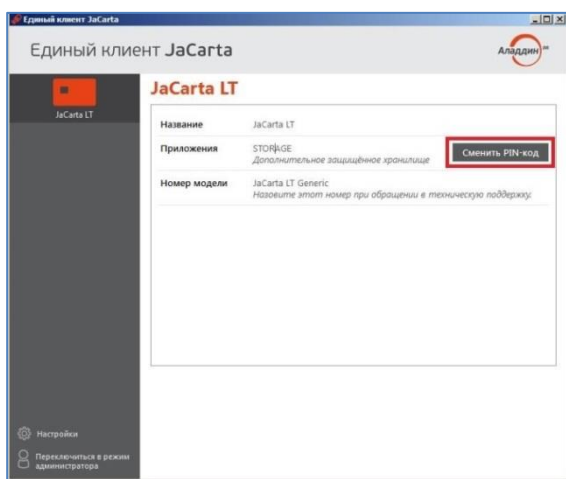 Единый клиент JaCarta
Единый клиент JaCarta
Аладдин
JaCarta LT
JaCarta LT
Название JaCarta LT
Приложения STORAGE
Дополнительное защищённое хранилище
Сменить PIN-код
Номер модели JaCarta LT Generic
Назовите этот номер при обращении в техническую поддержку.
Настройки
Переключиться в режим
администратора